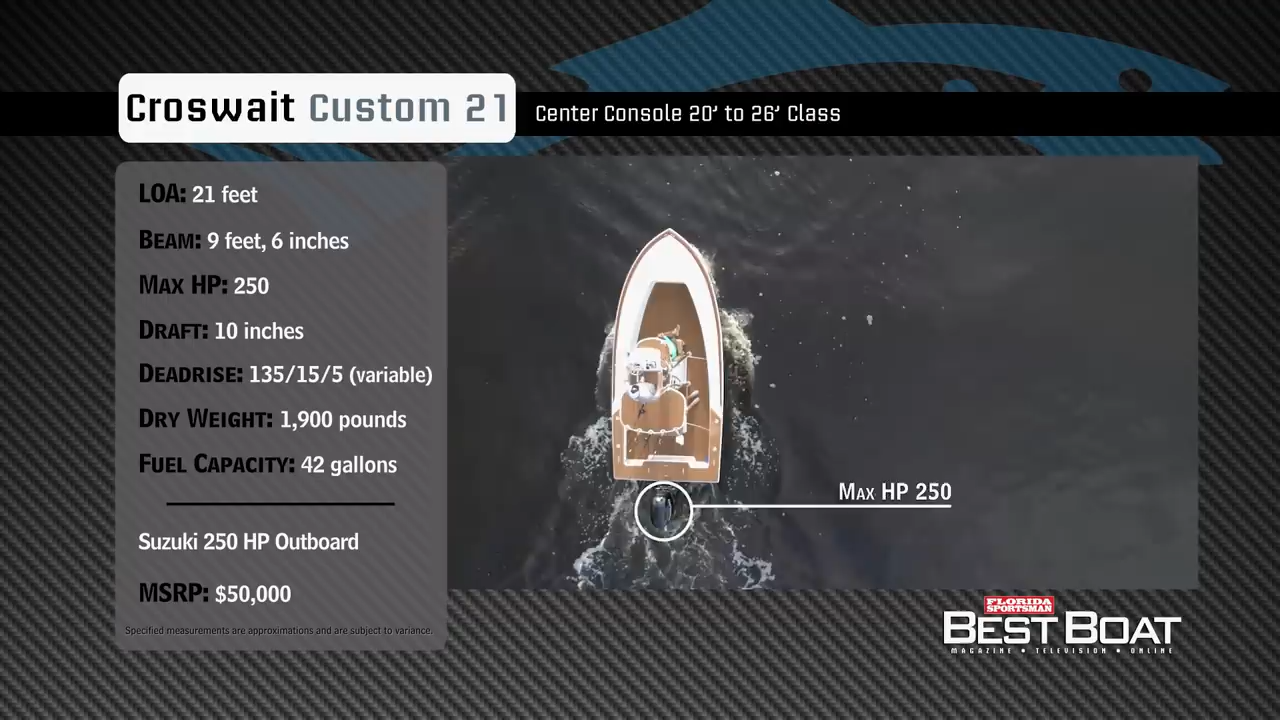 Croswait Custom 21
Center Console 20' to 26' Class
LOA: 21 feet
BEAM: 9 feet, 6 inches
MAX HP: 250
DRAFT: 10 inches
DEADRISE: 135/15/5 (variable)
DRY WEIGHT: 1,900 pounds
FUEL CAPACITY: 42 gallons
Suzuki 250 HP Outboard
MSRP: $50,000
Specified measurements are approximations and are subject to variance.
MAX HP 250
FLORIDA
SPORTSMAN
BEST BOAT
MAGAZINE • TELEVISION • ONLINE